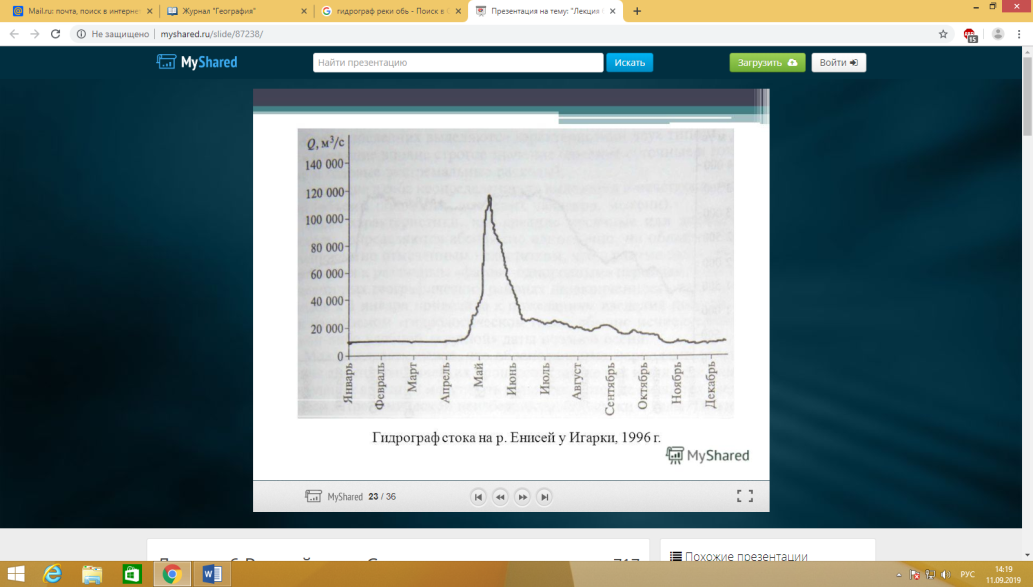 Mail.ru: почта, поиск в интерне
Журнал "География"
гидрограф реки обь - Поиск в
Презентация на тему: "Лекция
Не защищено | myshared.ru/slide/87238/
15
MyShared
Найти презентацию
Искать
Загрузить
Войти
Q, м³/с
140 000
120 000
100 000
80 000
60 000
40 000
20 000
0
Январь
Февраль
Март
Апрель
Май
Июнь
Июль
Август
Сентябрь
Октябрь
Ноябрь
Декабрь
Гидрограф стока на р. Енисей у Игарки, 1996 г.
MyShared
MyShared 23 / 36
Похожие презентации
РУС
14:19